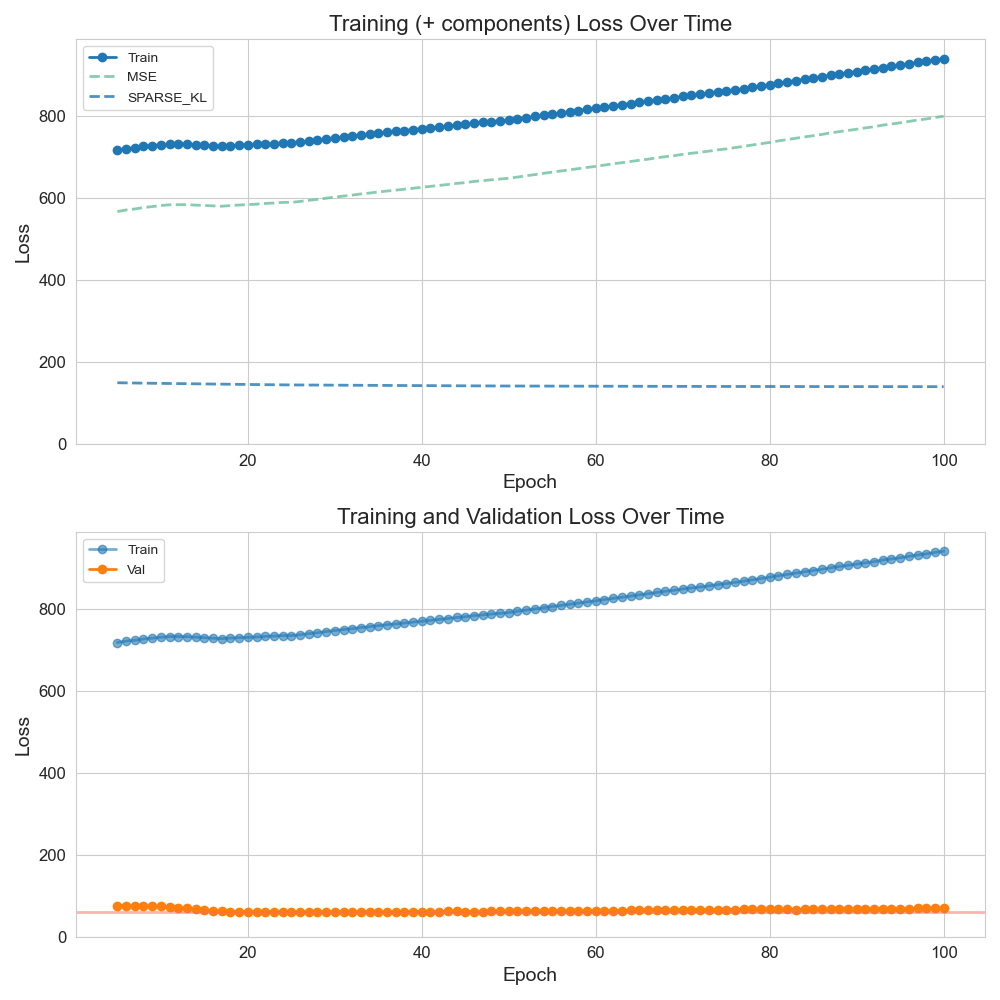 Training (+ components) Loss Over Time
Train
MSE
SPARSE_KL
Loss
800
600
400
200
0
20 40 60 80 100
Epoch
Training and Validation Loss Over Time
Train
Val
Loss
800
600
400
200
0
20 40 60 80 100
Epoch